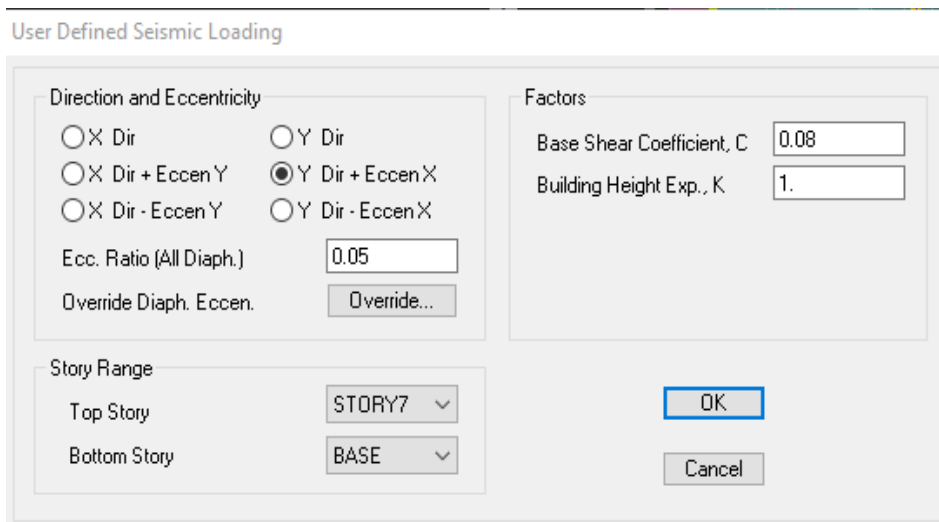 User Defined Seismic Loading
Direction and Eccentricity
X Dir
Y Dir
X Dir + Eccen Y
Y Dir + Eccen X
X Dir - Eccen Y
Y Dir - Eccen X
Ecc. Ratio (All Diaph.)
0.05
Override Diaph. Eccen.
Override...
Factors
Base Shear Coefficient, C
0.08
Building Height Exp., K
1.
Story Range
Top Story
STORY7
Bottom Story
BASE
OK
Cancel